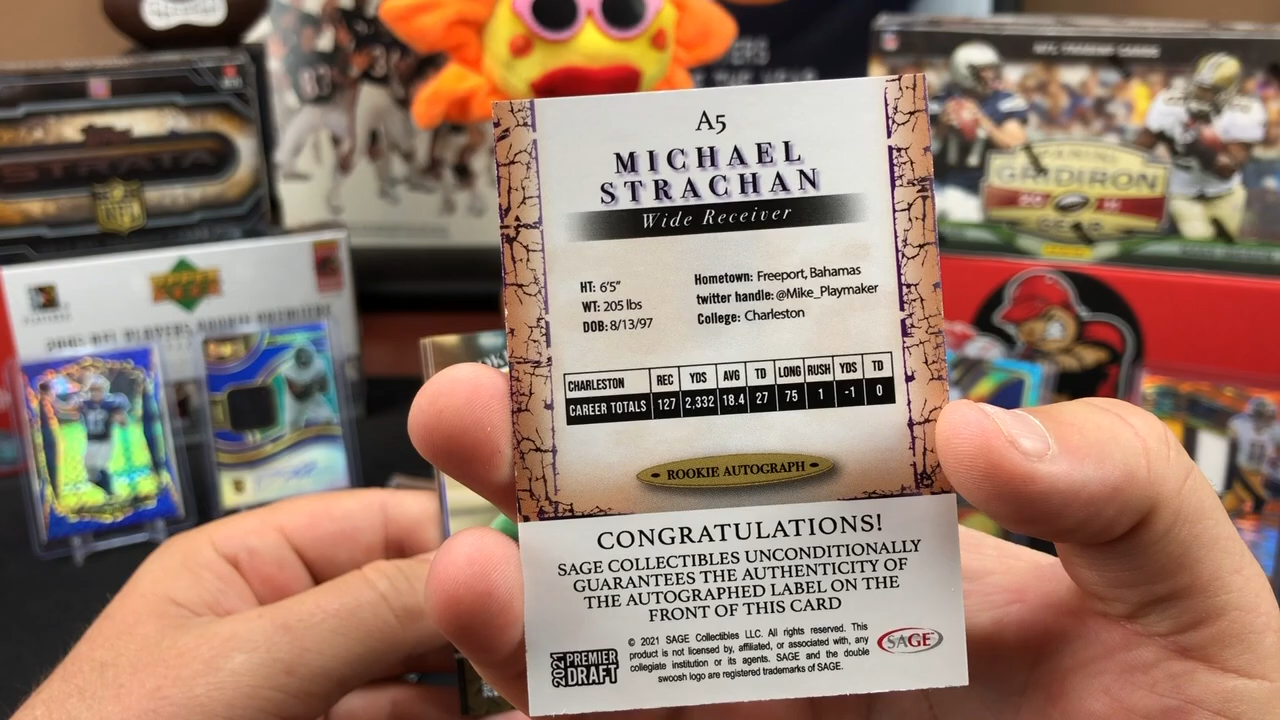 A5
MICHAEL
STRACHAN
Wide Receiver
HT: 6'5"
WT: 205 lbs
DOB: 8/13/97
Hometown: Freeport, Bahamas
twitter handle: @Mike_Playmaker
College: Charleston
CHARLESTON REC YDS AVG TD LONG RUSH YDS TD
CAREER TOTALS 127 2,332 18.4 27 75 1 -1 0
• ROOKIE AUTOGRAPH •
CONGRATULATIONS!
SAGE COLLECTIBLES UNCONDITIONALLY
GUARANTEES THE AUTHENTICITY OF
THE AUTOGRAPHED LABEL ON THE
FRONT OF THIS CARD
2021 PREMIER
DRAFT
© 2021 SAGE Collectibles LLC. All rights reserved. This
product is not licensed by, affiliated, or associated with, any
collegiate institution or its agents. SAGE and the double
swoosh logo are registered trademarks of SAGE.
SAGE
STRATA
NFL
UPPER DECK
GRIDIRON